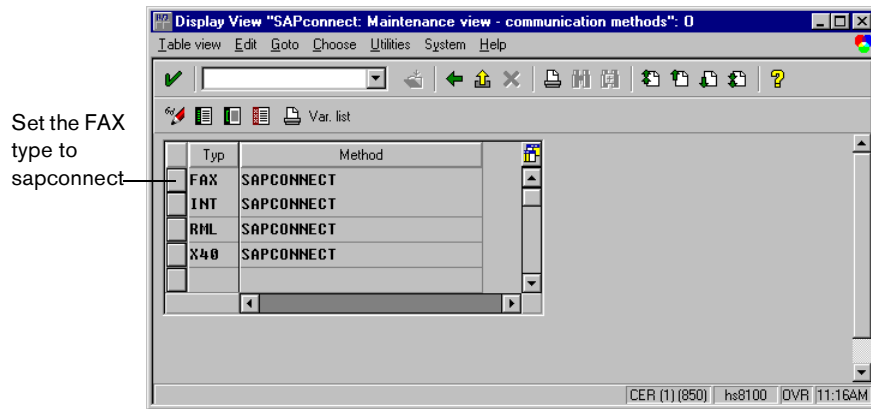 Display View "SAPconnect: Maintenance view - communication methods": O
Table view Edit Goto Choose Utilities System Help
Var. list
Set the FAX
type to
sapconnect
Typ Method
FAX SAPCONNECT
INT SAPCONNECT
RML SAPCONNECT
X40 SAPCONNECT
CER (1) (850) hs8100 OVR 11:16AM